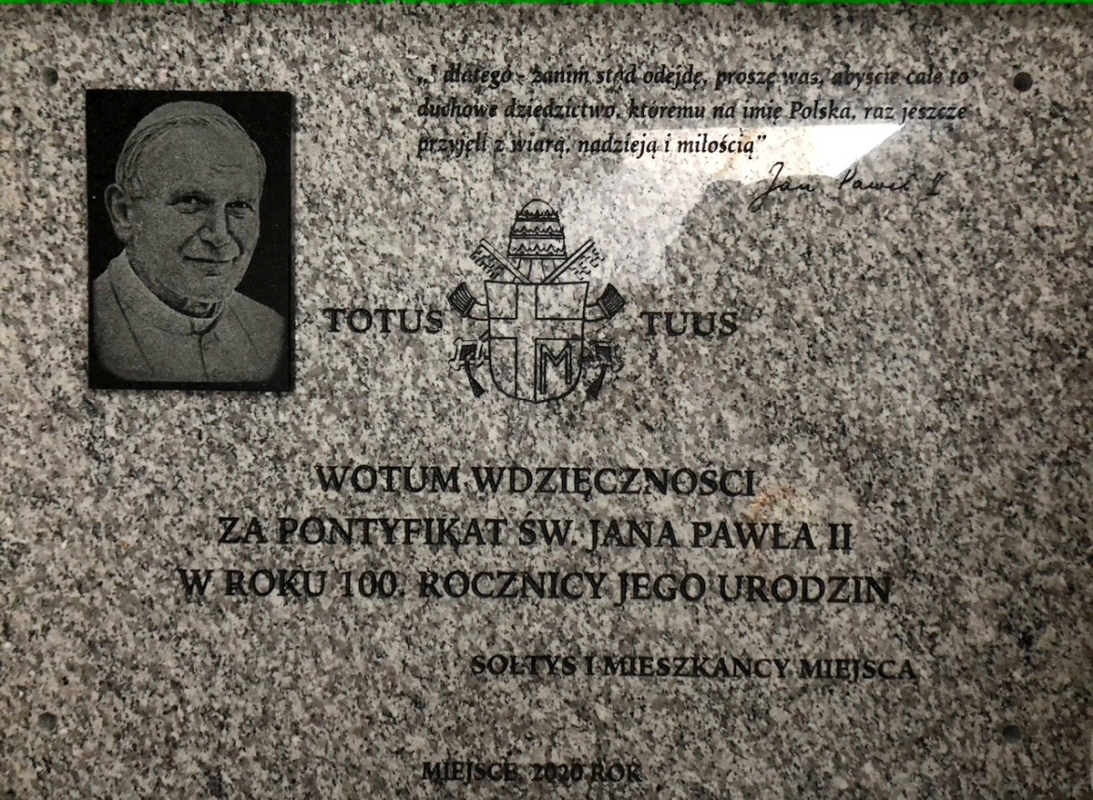 „I dlatego - zanim stąd odejdę, proszę was, abyście całe to
duchowe dziedzictwo, któremu na imię Polska, raz jeszcze
przyjęli z wiarą, nadzieją i miłością”
Jan Paweł II
TOTUS TUUS
M
WOTUM WDZIĘCZNOŚCI
ZA PONTYFIKAT ŚW. JANA PAWŁA II
W ROKU 100. ROCZNICY JEGO URODZIN
SOŁTYS I MIESZKAŃCY MIEJSCA
MIEJSCE 2020 ROK